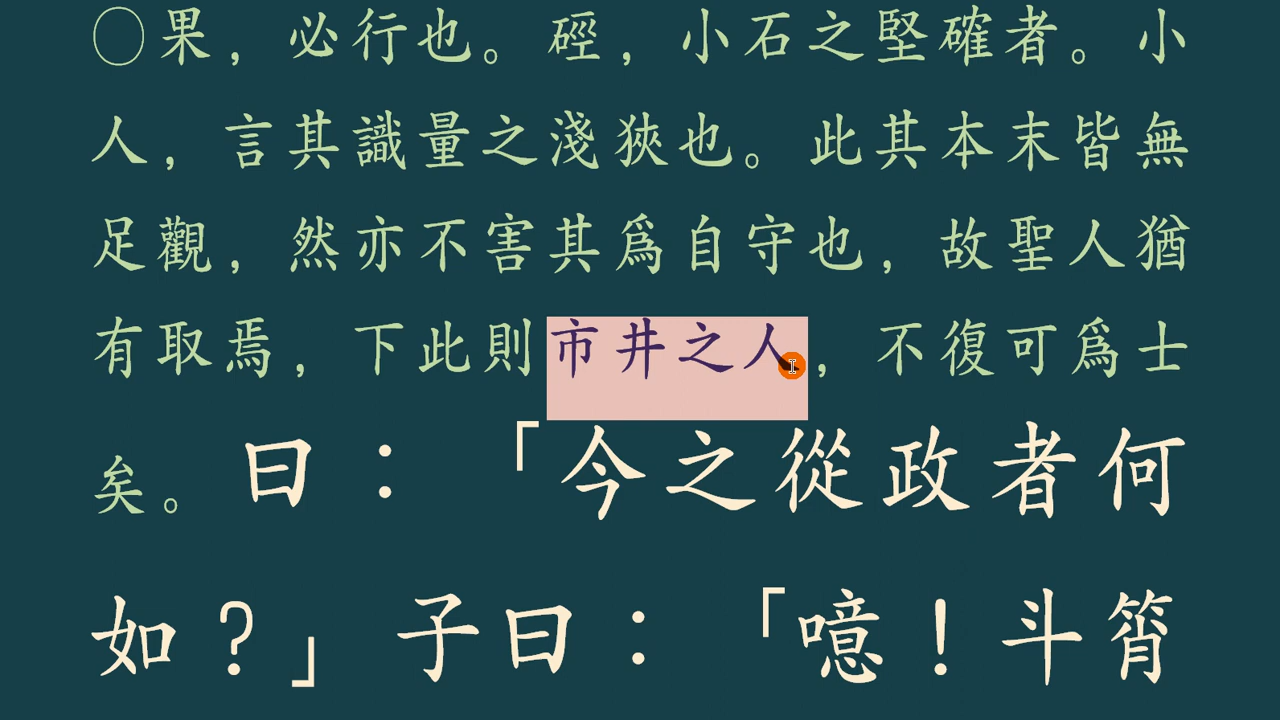 ○果，必行也。硜，小石之堅確者。小
人，言其識量之淺狹也。此其本末皆無
足觀，然亦不害其爲自守也，故聖人猶
有取焉，下此則市井之人，不復可爲士
矣。曰：「今之從政者何
如？」子曰：「噫！斗筲